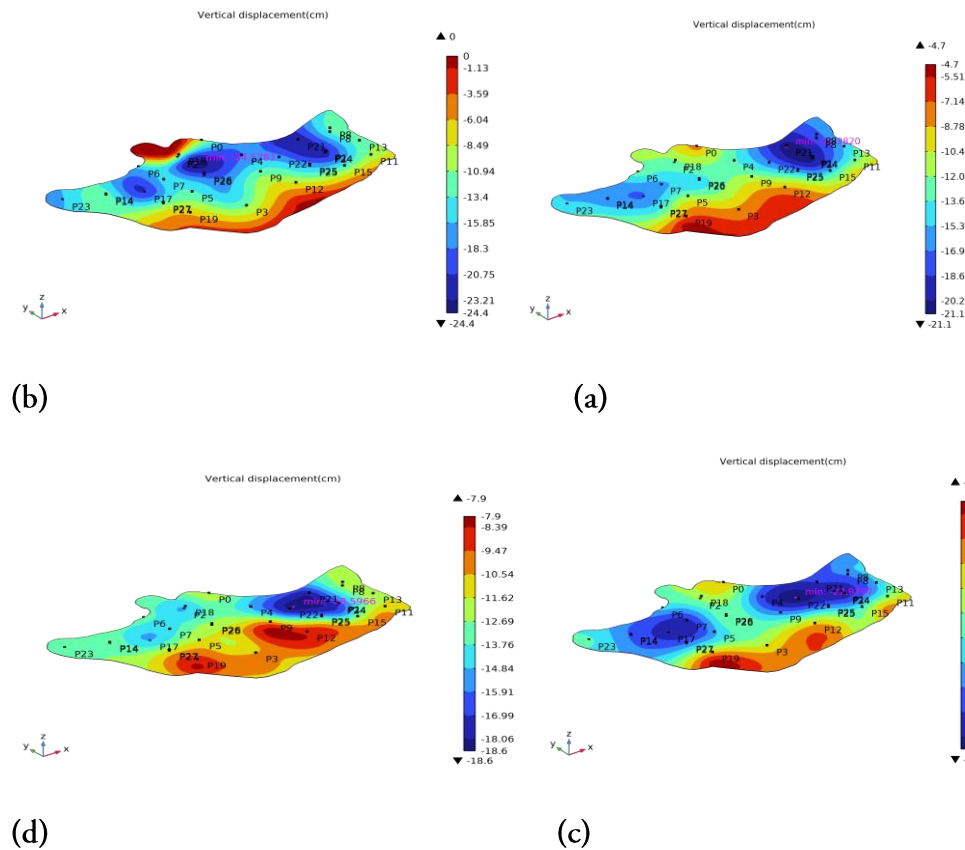 Vertical displacement(cm)
0
0
-1.13
-3.59
-6.04
-8.49
-10.94
-13.4
-15.85
-18.3
-20.75
-23.21
-24.4
-24.4
P0
P4
P21
P8
P8
P13
P11
P24
P22
P25
P15
P6
P7
P26
P9
P12
P5
P14
P17
P23
P27
P19
P3
y z x
(b)
Vertical displacement(cm)
-4.7
-4.7
-5.51
-7.14
-8.78
-10.4
-12.0
-13.6
-15.3
-16.9
-18.5
-20.2
-21.1
-21.1
P0
P4
P21
P8
P13
P11
P24
P22
P25
P15
P18
P2
P6
P7
P26
P9
P12
P5
P14
P17
P23
P27
P19
P3
y z x
(a)
Vertical displacement(cm)
-7.9
-7.9
-8.39
-9.47
-10.54
-11.62
-12.69
-13.76
-14.84
-15.91
-16.99
-18.06
-18.6
-18.6
P0
P4
P21
P8
P8
P13
P11
P24
P22
P25
P15
P18
P2
P6
P7
P26
P9
P12
P5
P14
P17
P23
P27
P19
P3
y z x
(d)
Vertical displacement(cm)
P0
P4
P21
P8
P8
P13
P11
P24
P22
P25
P15
P18
P2
P6
P7
P26
P9
P12
P5
P14
P17
P23
P27
P19
P3
y z x
(c)